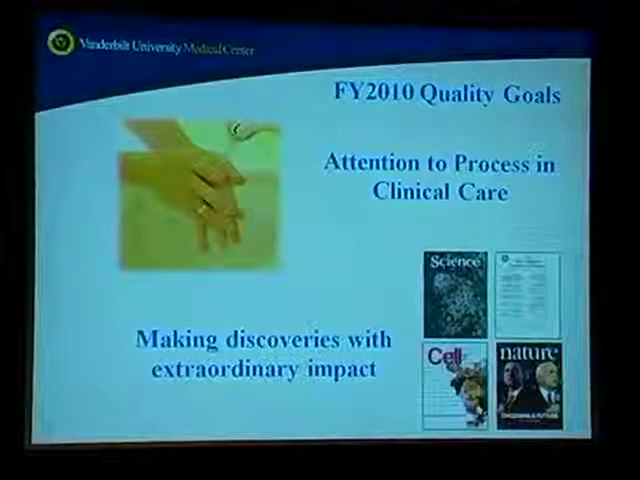 Vanderbilt University Medical Center
FY2010 Quality Goals
Attention to Process in
Clinical Care
Making discoveries with
extraordinary impact
Science
Cell
nature